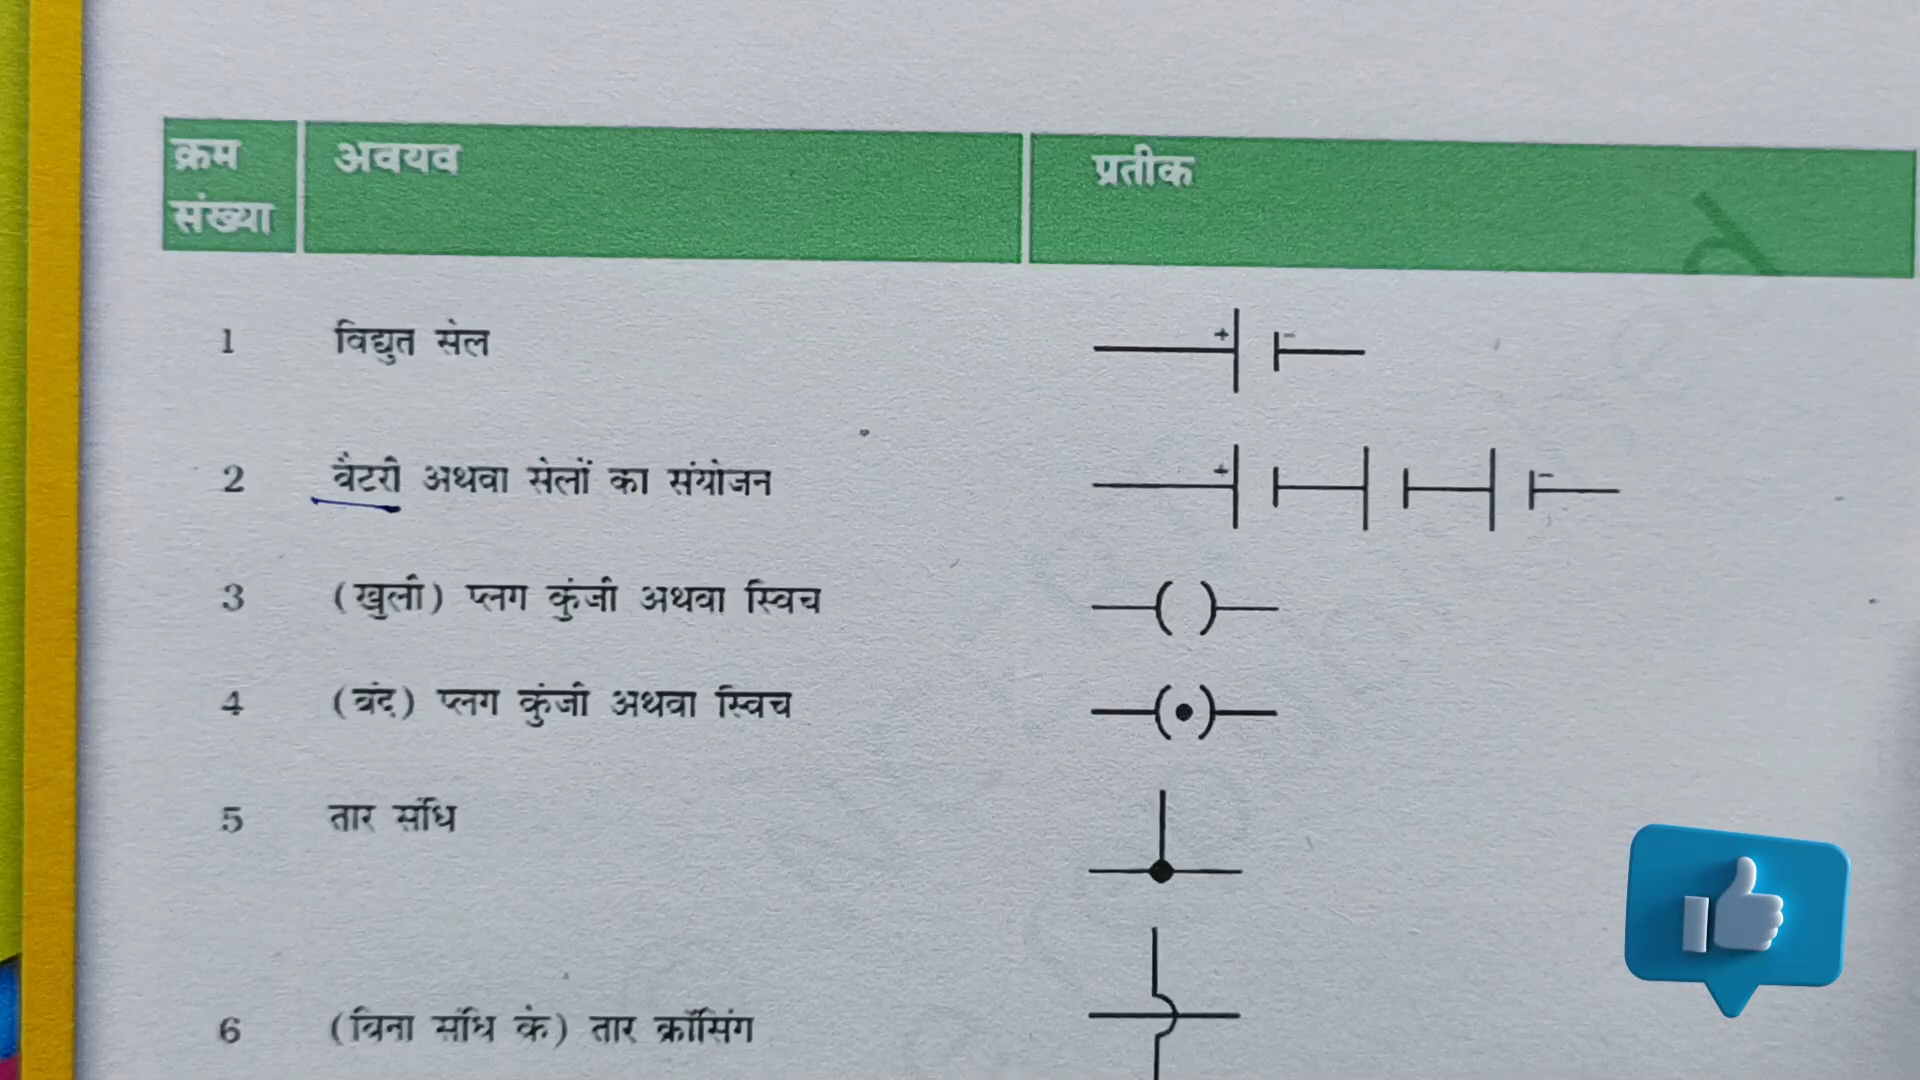 क्रम संख्या अवयव प्रतीक
1 विद्युत सेल + -
2 बैटरी अथवा सेलों का संयोजन + -
3 (खुली) प्लग कुंजी अथवा स्विच
4 (बंद) प्लग कुंजी अथवा स्विच
5 तार संधि
6 (बिना संधि के) तार क्रॉसिंग